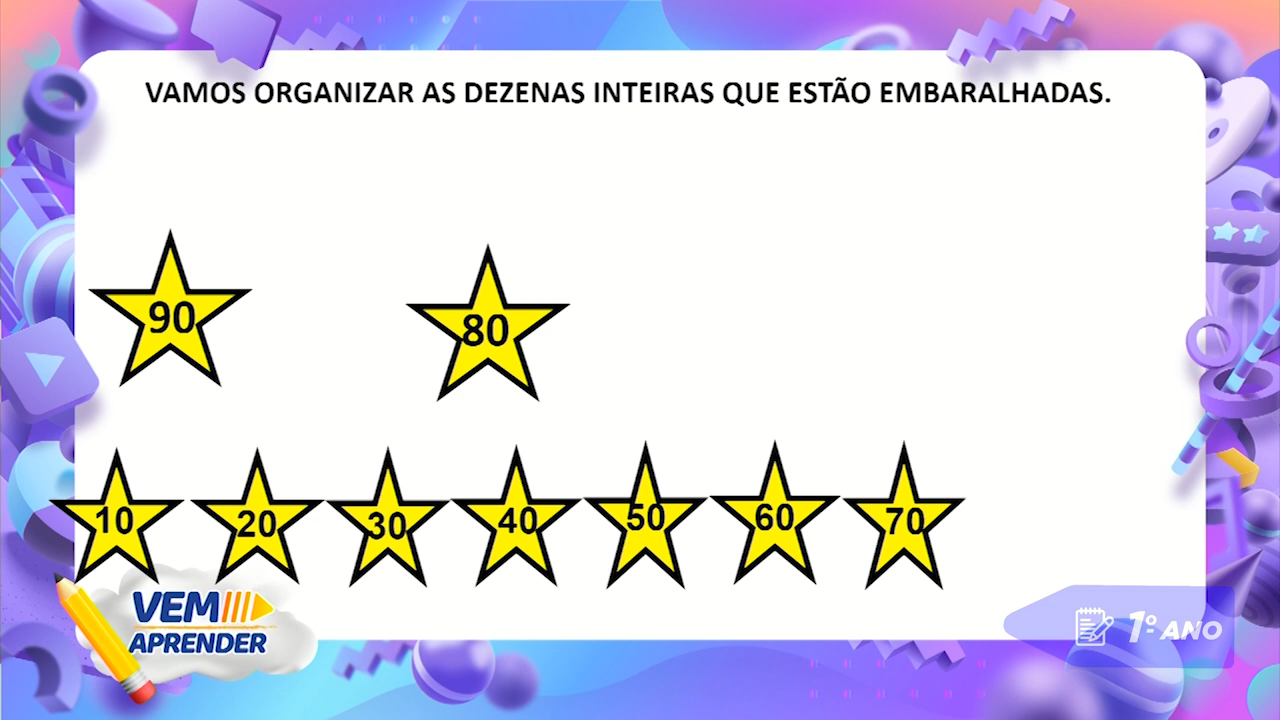 VAMOS ORGANIZAR AS DEZENAS INTEIRAS QUE ESTÃO EMBARALHADAS.
90 80
10 20 30 40 50 60 70
VEM
APRENDER
1º ANO